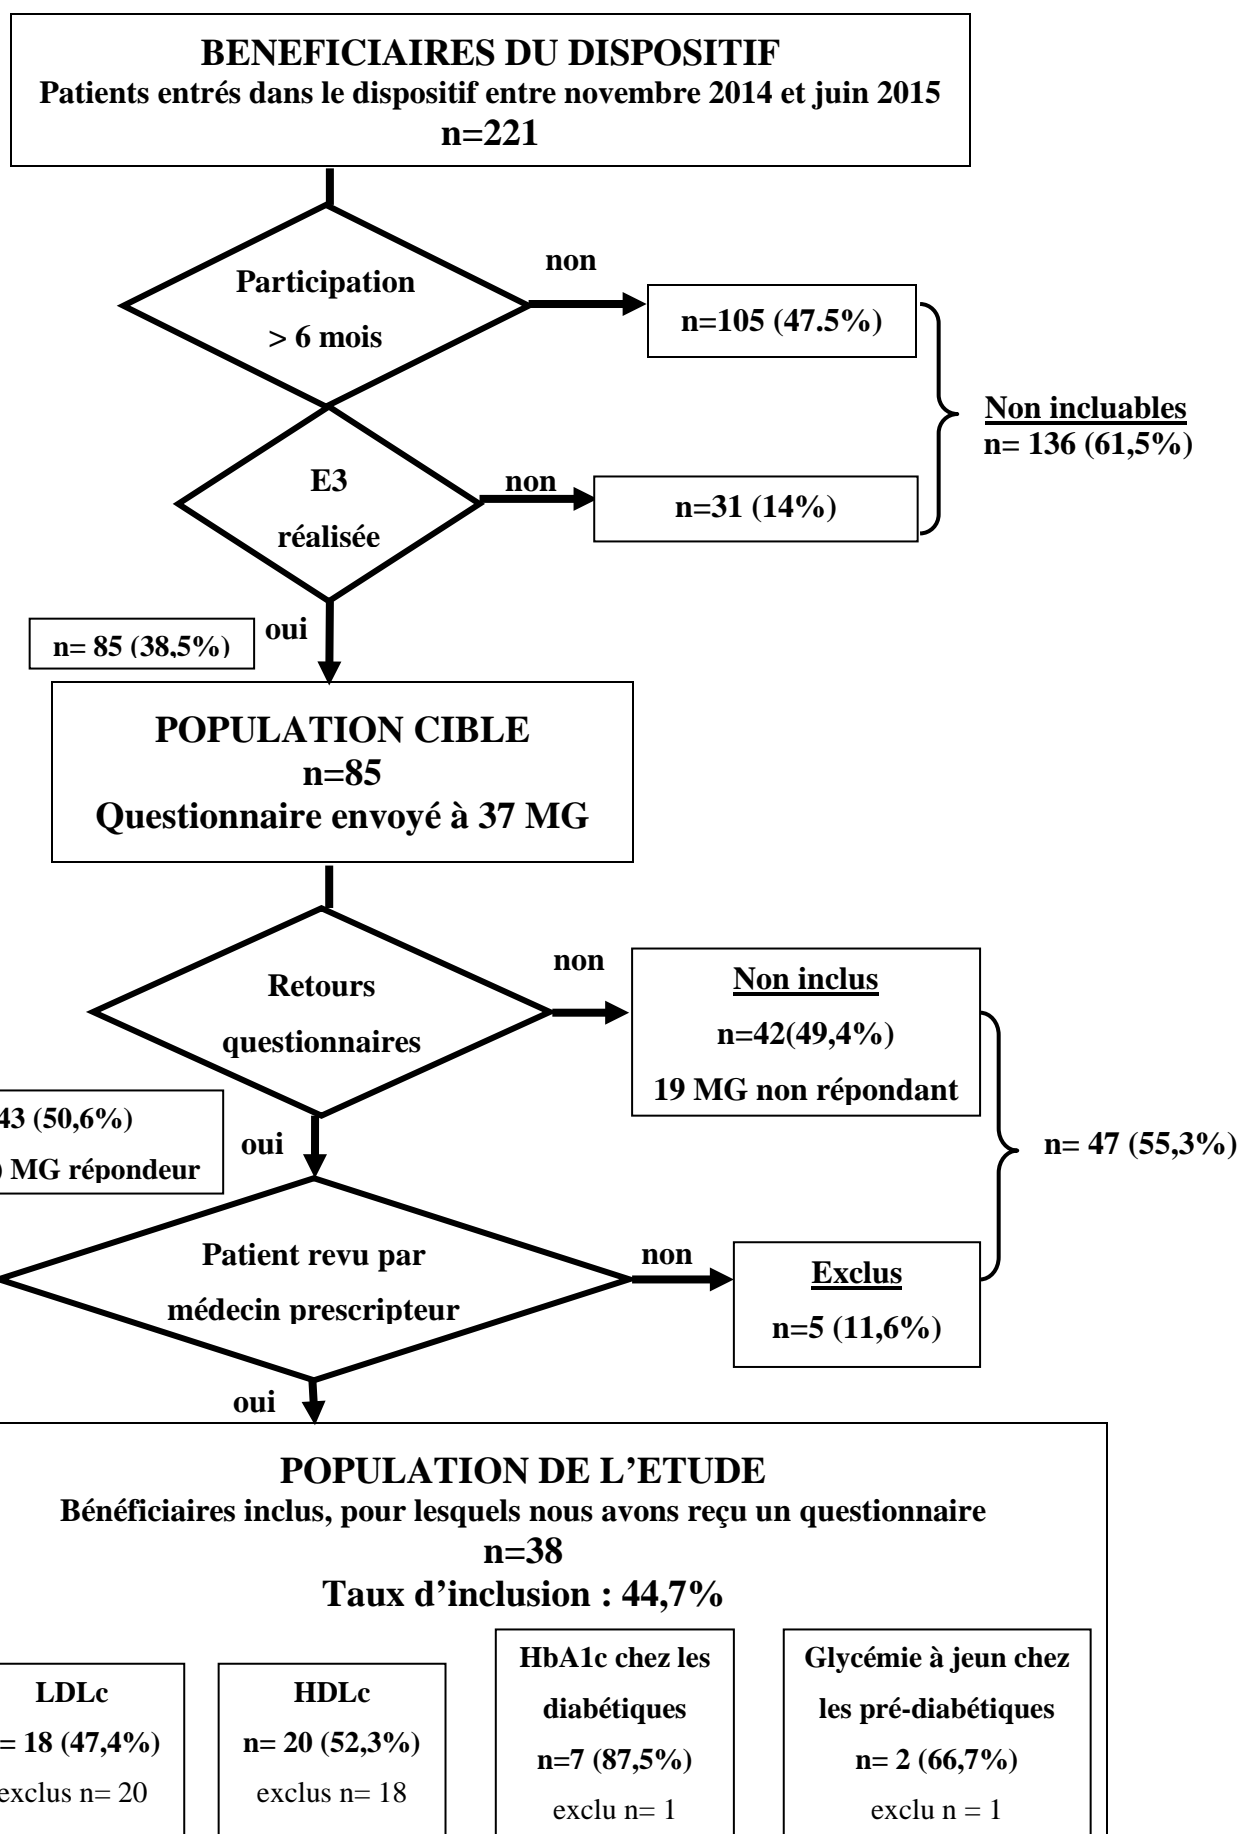 BENEFICIAIRES DU DISPOSITIF
Patients entrés dans le dispositif entre novembre 2014 et juin 2015
n=221
Participation
> 6 mois
non
n=105 (47.5%)
Non incluables
n= 136 (61,5%)
E3
réalisée
non
n=31 (14%)
n= 85 (38,5%)
oui
POPULATION CIBLE
n=85
Questionnaire envoyé à 37 MG
Retours
questionnaires
non
Non inclus
n=42(49,4%)
19 MG non répondant
43 (50,6%)
MG répondeur
oui
n= 47 (55,3%)
Patient revu par
médecin prescripteur
non
Exclus
n=5 (11,6%)
oui
POPULATION DE L’ETUDE
Bénéficiaires inclus, pour lesquels nous avons reçu un questionnaire
n=38
Taux d’inclusion : 44,7%
LDLc
= 18 (47,4%)
exclus n= 20
HDLc
n= 20 (52,3%)
exclus n= 18
HbA1c chez les
diabétiques
n=7 (87,5%)
exclu n= 1
Glycémie à jeun chez
les pré-diabétiques
n= 2 (66,7%)
exclu n = 1